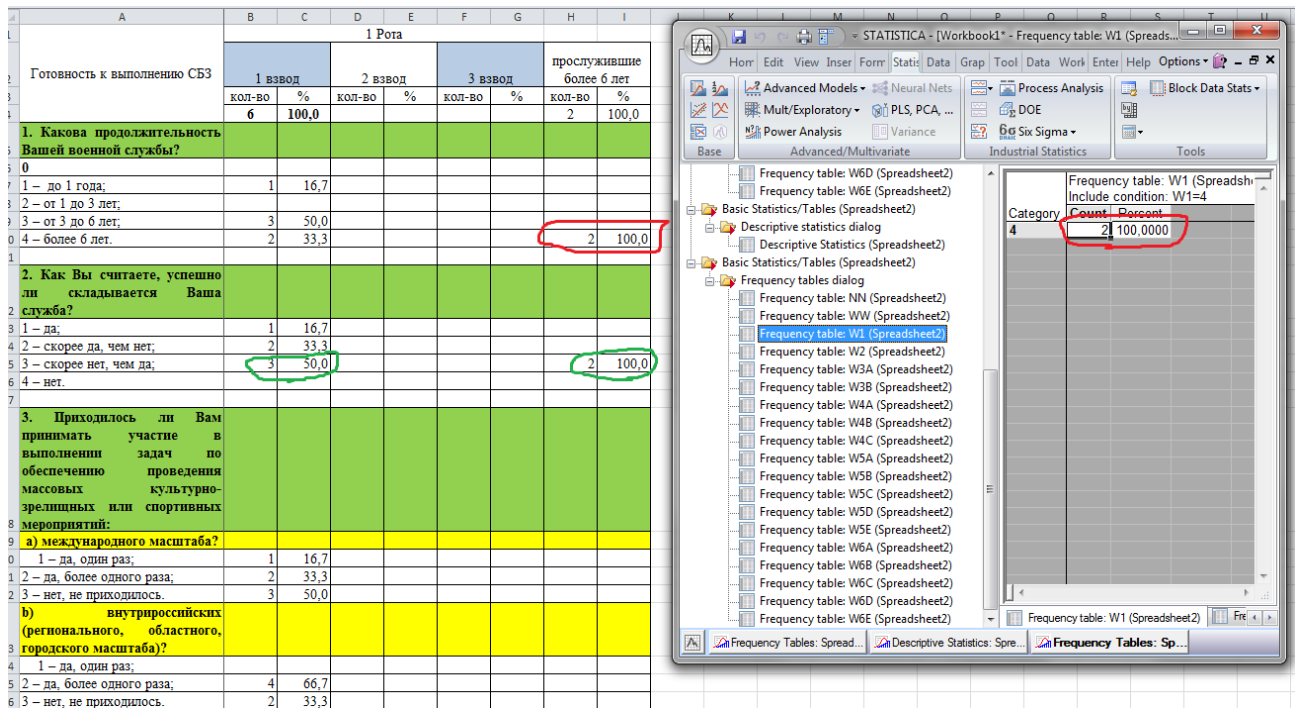 A B C D E F G H I
1 Рота
Готовность к выполнению СБЗ
1 взвод 2 взвод 3 взвод прослужившие
более 6 лет
кол-во % кол-во % кол-во % кол-во %
6 100,0 2 100,0
1. Какова продолжительность
Вашей военной службы?
0
1 – до 1 года; 1 16,7
2 – от 1 до 3 лет;
3 – от 3 до 6 лет; 3 50,0
4 – более 6 лет. 2 33,3 2 100,0
2. Как Вы считаете, успешно
ли складывается Ваша
служба?
1 – да; 1 16,7
2 – скорее да, чем нет; 2 33,3
3 – скорее нет, чем да; 3 50,0 2 100,0
4 – нет.
3. Приходилось ли Вам
принимать участие в
выполнении задач по
обеспечению проведения
массовых культурно-
зрелищных или спортивных
мероприятий:
а) международного масштаба?
1 – да, один раз; 1 16,7
2 – да, более одного раза; 2 33,3
3 – нет, не приходилось. 3 50,0
b) внутрироссийских
(регионального, областного,
городского масштаба)?
1 – да, один раз;
2 – да, более одного раза; 4 66,7
3 – нет, не приходилось. 2 33,3
STATISTICA - [Workbook1* - Frequency table: W1 (Spreads...
Hom Edit View Inser Form Statis Data Grap Tool Data Work Enter Help Options
Advanced Models Neural Nets Process Analysis Block Data Stats
Mult/Exploratory PLS, PCA, ... DOE
Power Analysis Variance Six Sigma
Base Advanced/Multivariate Industrial Statistics Tools
Frequency table: W6D (Spreadsheet2)
Frequency table: W6E (Spreadsheet2)
Basic Statistics/Tables (Spreadsheet2)
Descriptive statistics dialog
Descriptive Statistics (Spreadsheet2)
Basic Statistics/Tables (Spreadsheet2)
Frequency tables dialog
Frequency table: NN (Spreadsheet2)
Frequency table: WW (Spreadsheet2)
Frequency table: W1 (Spreadsheet2)
Frequency table: W2 (Spreadsheet2)
Frequency table: W3A (Spreadsheet2)
Frequency table: W3B (Spreadsheet2)
Frequency table: W4A (Spreadsheet2)
Frequency table: W4B (Spreadsheet2)
Frequency table: W4C (Spreadsheet2)
Frequency table: W5A (Spreadsheet2)
Frequency table: W5B (Spreadsheet2)
Frequency table: W5C (Spreadsheet2)
Frequency table: W5D (Spreadsheet2)
Frequency table: W5E (Spreadsheet2)
Frequency table: W6A (Spreadsheet2)
Frequency table: W6B (Spreadsheet2)
Frequency table: W6C (Spreadsheet2)
Frequency table: W6D (Spreadsheet2)
Frequency table: W6E (Spreadsheet2)
Frequency table: W1 (Spreadsh
Include condition: W1=4
Category Count Percent
4 2 100,0000
Frequency table: W1 (Spreadsheet2) Fre
Frequency Tables: Spread... Descriptive Statistics: Spre... Frequency Tables: Sp...